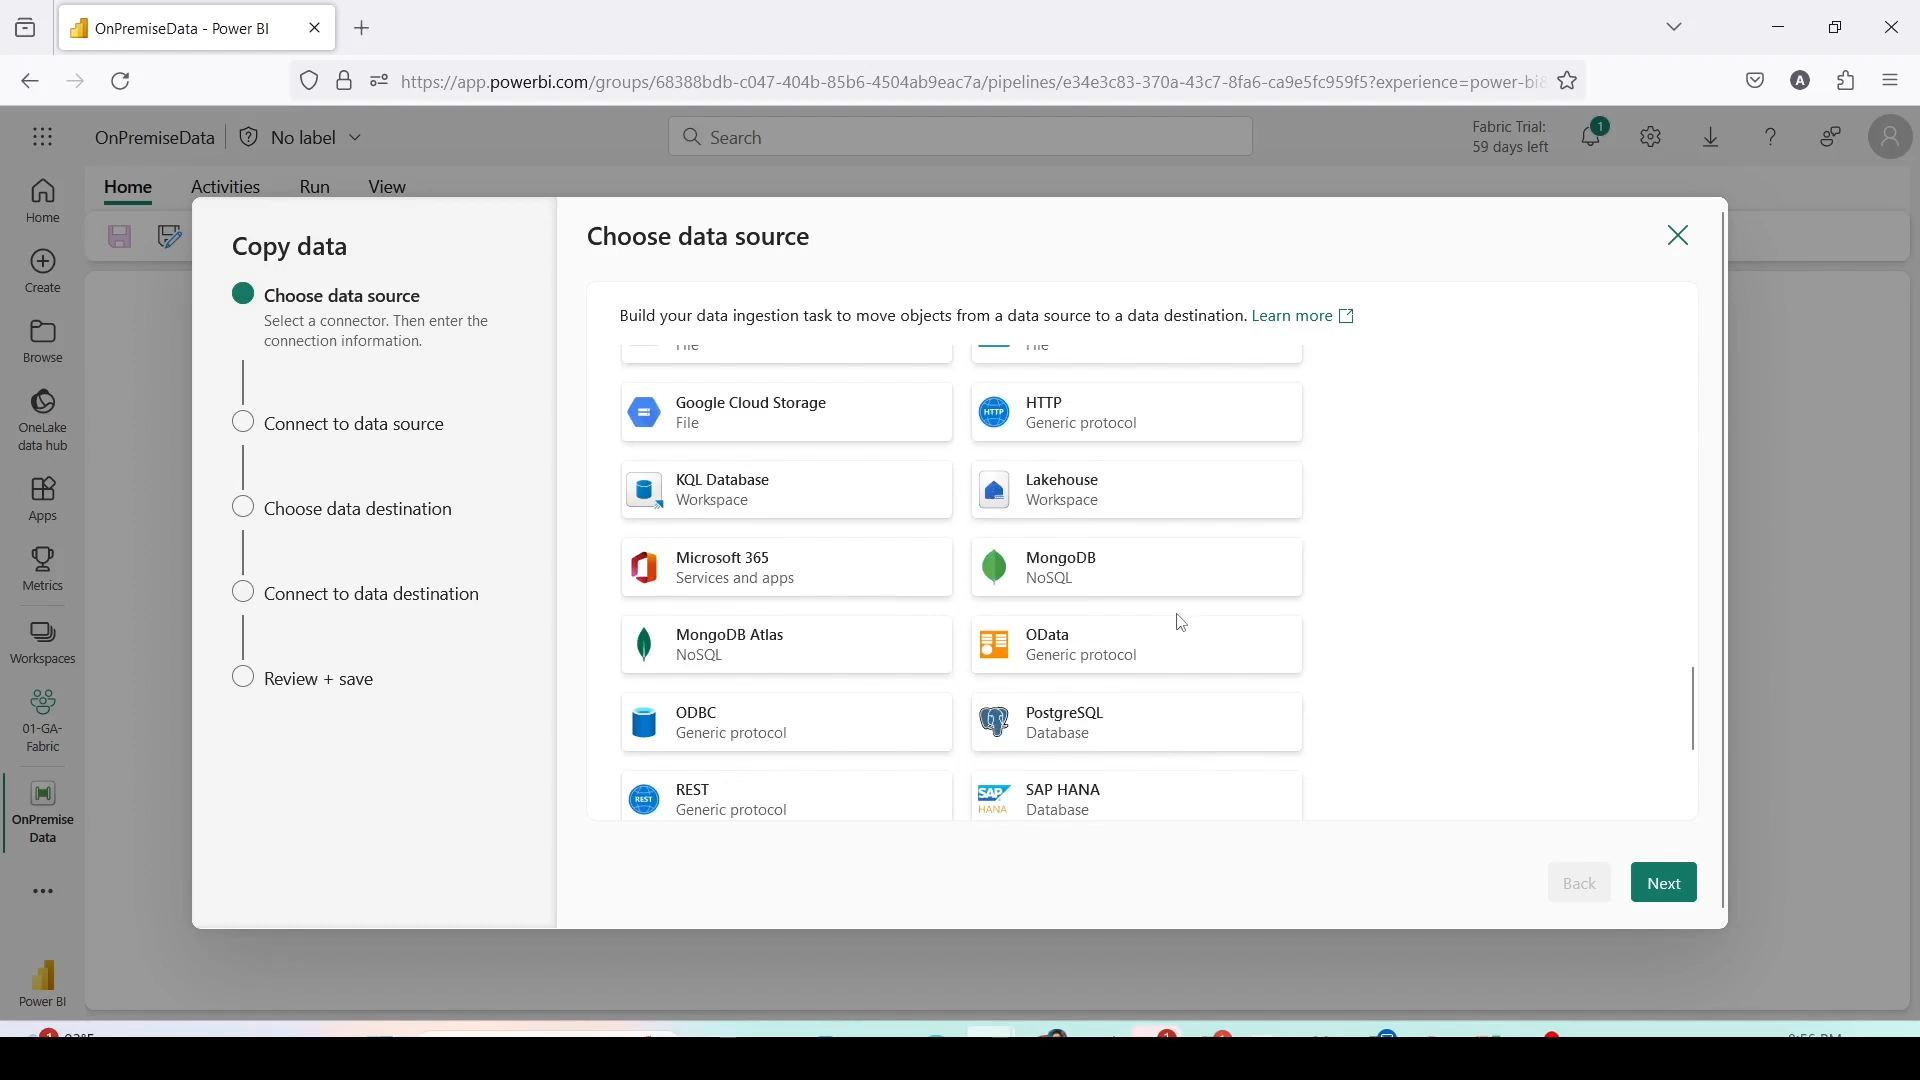 OnPremiseData - Power BI
https://app.powerbi.com/groups/68388bdb-c047-404b-85b6-4504ab9eac7a/pipelines/e34e3c83-370a-43c7-8fa6-ca9e5fc959f5?experience=power-bi&
A
OnPremiseData
No label
Search
Fabric Trial:
59 days left
1
Home
Activities
Run
View
Home
Create
Browse
OneLake
data hub
Apps
Metrics
Workspaces
01-GA-
Fabric
OnPremise
Data
Power BI
Copy data
Choose data source
Select a connector. Then enter the
connection information.
Connect to data source
Choose data destination
Connect to data destination
Review + save
Choose data source
Build your data ingestion task to move objects from a data source to a data destination. Learn more
File
File
Google Cloud Storage
File
HTTP
HTTP
Generic protocol
KQL Database
Workspace
Lakehouse
Workspace
Microsoft 365
Services and apps
MongoDB
NoSQL
MongoDB Atlas
NoSQL
OData
Generic protocol
ODBC
Generic protocol
PostgreSQL
Database
REST
REST
Generic protocol
SAP
HANA
SAP HANA
Database
Back
Next